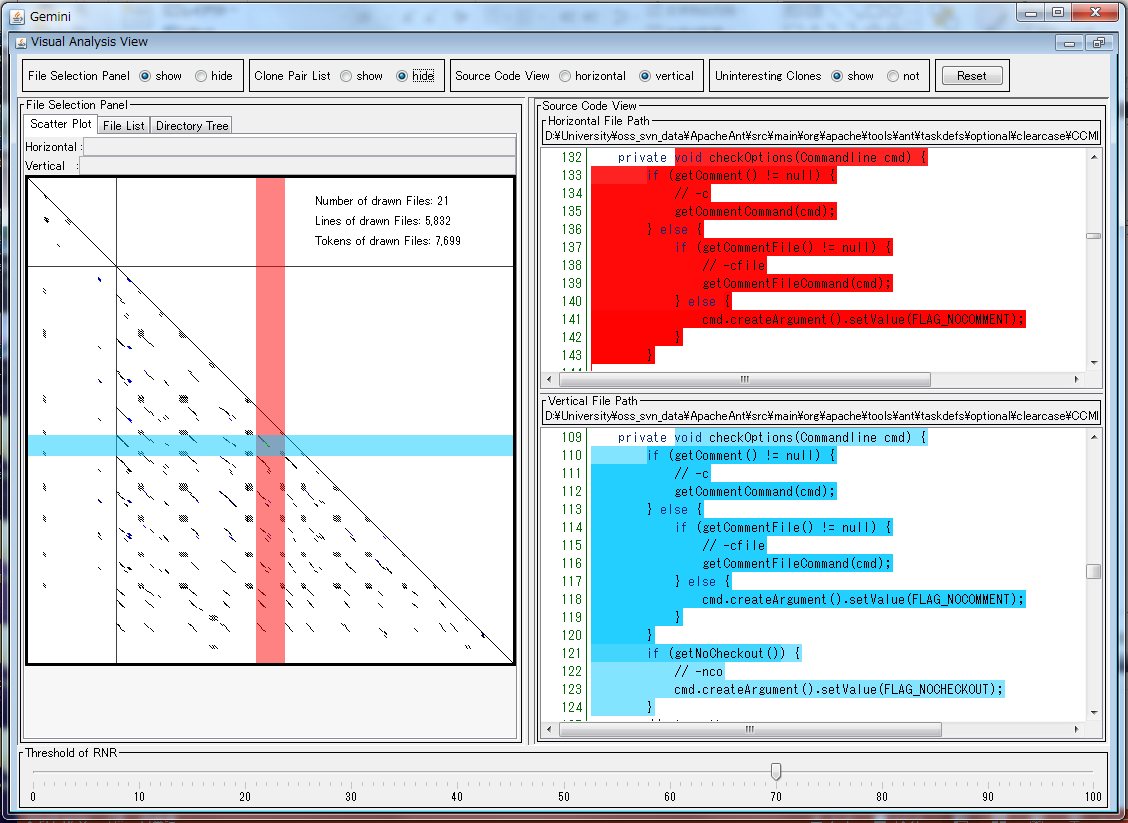 Gemini
Visual Analysis View
File Selection Panel show hide
Clone Pair List show hide
Source Code View horizontal vertical
Uninteresting Clones show not
Reset
File Selection Panel
Scatter Plot File List Directory Tree
Horizontal :
Vertical :
Number of drawn Files: 21
Lines of drawn Files: 5,832
Tokens of drawn Files: 7,699
Source Code View
Horizontal File Path
D:¥University¥oss_svn_data¥ApacheAnt¥src¥main¥org¥apache¥tools¥ant¥taskdefs¥optional¥clearcase¥CCMl
132 private void checkOptions(Commandline cmd) {
133 if (getComment() != null) {
134 // -c
135 getCommentCommand(cmd);
136 } else {
137 if (getCommentFile() != null) {
138 // -cfile
139 getCommentFileCommand(cmd);
140 } else {
141 cmd.createArgument().setValue(FLAG_NOCOMMENT);
142 }
143 }
Vertical File Path
D:¥University¥oss_svn_data¥ApacheAnt¥src¥main¥org¥apache¥tools¥ant¥taskdefs¥optional¥clearcase¥CCMl
109 private void checkOptions(Commandline cmd) {
110 if (getComment() != null) {
111 // -c
112 getCommentCommand(cmd);
113 } else {
114 if (getCommentFile() != null) {
115 // -cfile
116 getCommentFileCommand(cmd);
117 } else {
118 cmd.createArgument().setValue(FLAG_NOCOMMENT);
119 }
120 }
121 if (getNoCheckout()) {
122 // -nco
123 cmd.createArgument().setValue(FLAG_NOCHECKOUT);
124 }
Threshold of RNR
0 10 20 30 40 50 60 70 80 90 100